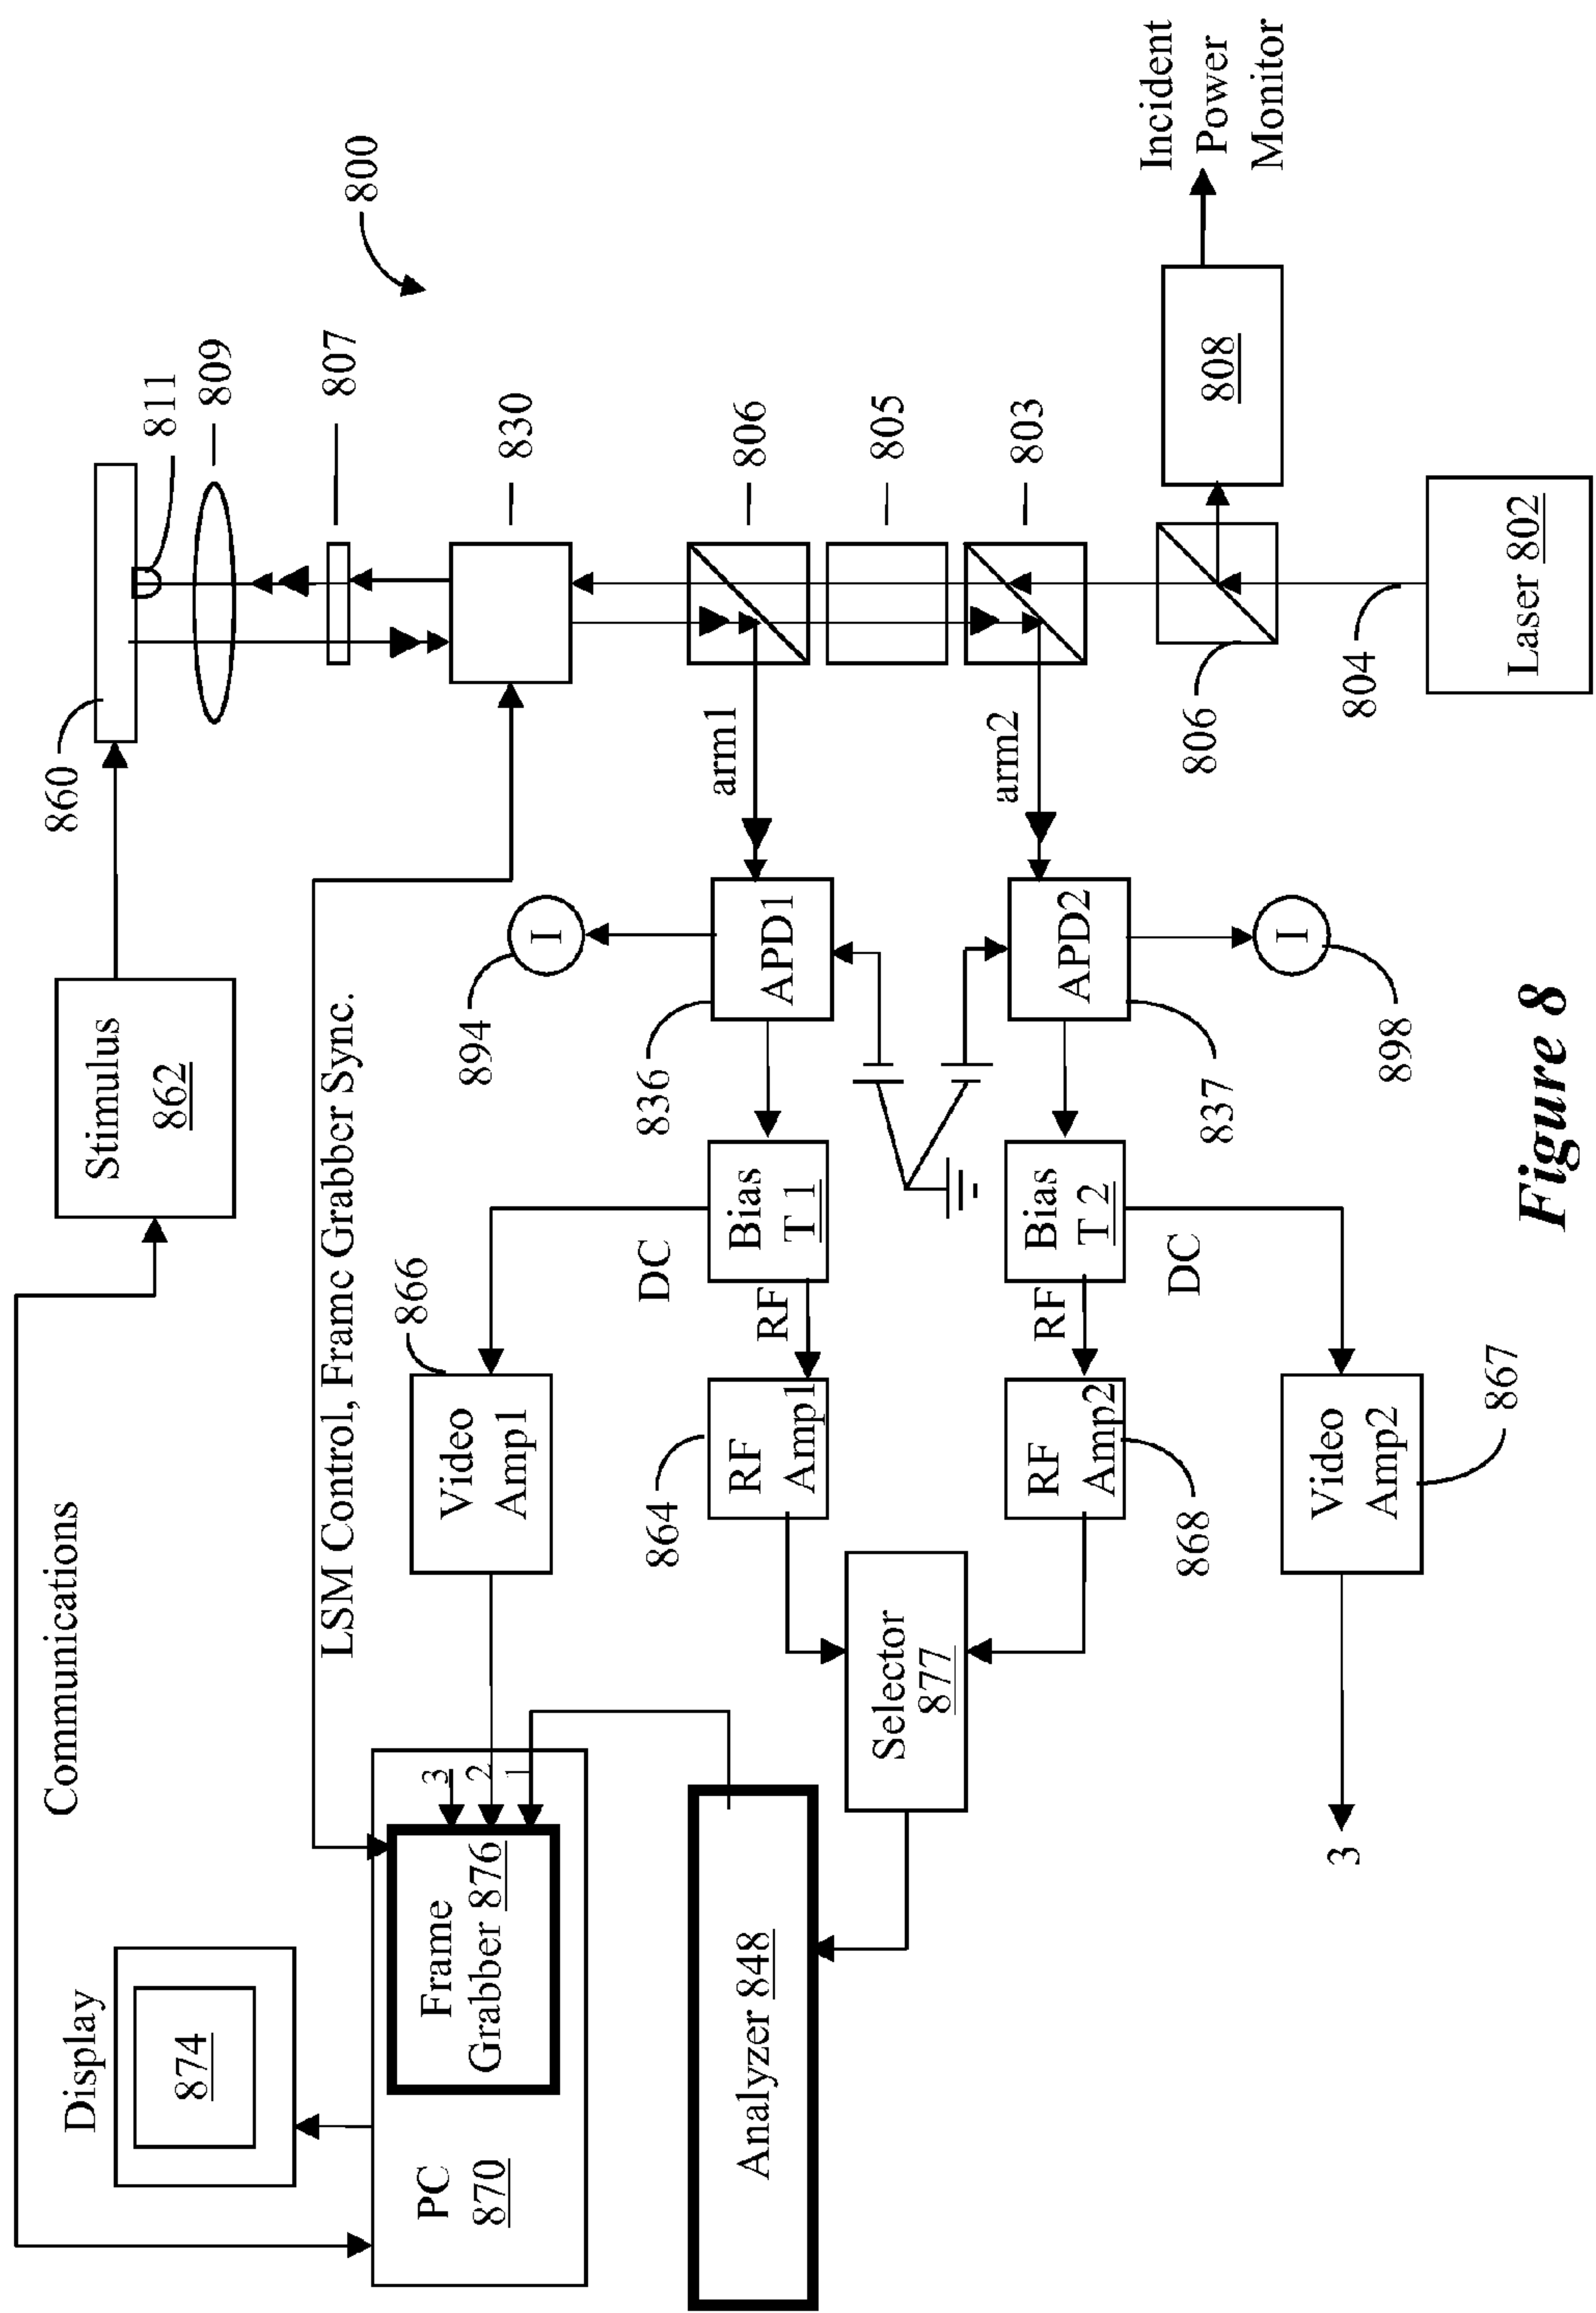 Communications
Display
874
PC
870
Frame
Grabber 876
3
2
1
Stimulus
862
860
811
809
807
830
800
LSM Control, Framc Grabbcr Sync.
866
Video
Amp1
DC
894
I
836
APD1
arm1
806
805
803
Bias
T 1
RF
864
RF
Amp1
Analyzer 848
Selector
877
RF
Amp2
868
RF
Bias
T 2
DC
APD2
arm2
837
I
898
Video
Amp2
867
3
806
804
Laser 802
808
Incident
Power
Monitor
Figure 8